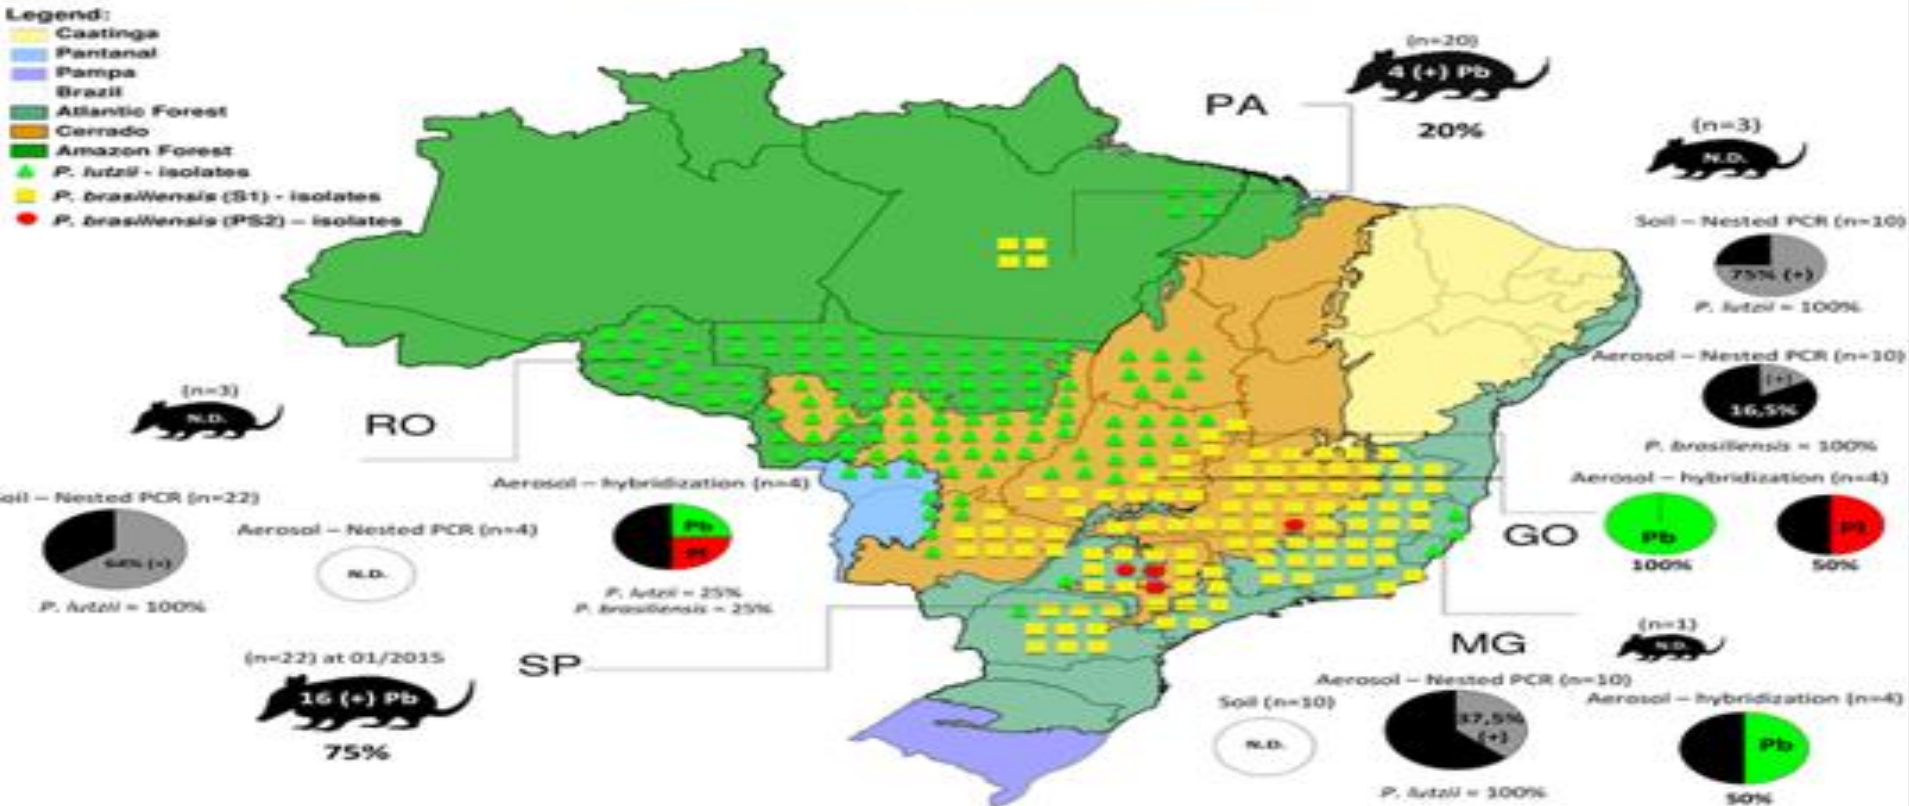 Legend:
Caatinga
Pantanal
Pampa
Brazil
Atlantic Forest
Cerrado
Amazon Forest
P. lutzii - isolates
P. brasiliensis (S1) - isolates
P. brasiliensis (PS2) – isolates
PA
(n=20)
4 (+) Pb
20%
(n=3)
N.D.
Soil – Nested PCR (n=10)
75% (+)
P. lutzii = 100%
Aerosol – Nested PCR (n=10)
(+)
16,5%
P. brasiliensis = 100%
Aerosol – hybridization (n=4)
GO
Pb
100%
Pl
50%
(n=3)
N.D.
RO
Soil – Nested PCR (n=22)
64% (+)
P. lutzii = 100%
Aerosol – Nested PCR (n=4)
N.D.
Aerosol – hybridization (n=4)
Pb
Pl
P. lutzii = 25%
P. brasiliensis = 25%
(n=22) at 01/2015
16 (+) Pb
75%
SP
MG
(n=1)
N.D.
Soil (n=10)
N.D.
Aerosol – Nested PCR (n=10)
37,5%
(+)
P. lutzii = 100%
Aerosol – hybridization (n=4)
Pb
50%